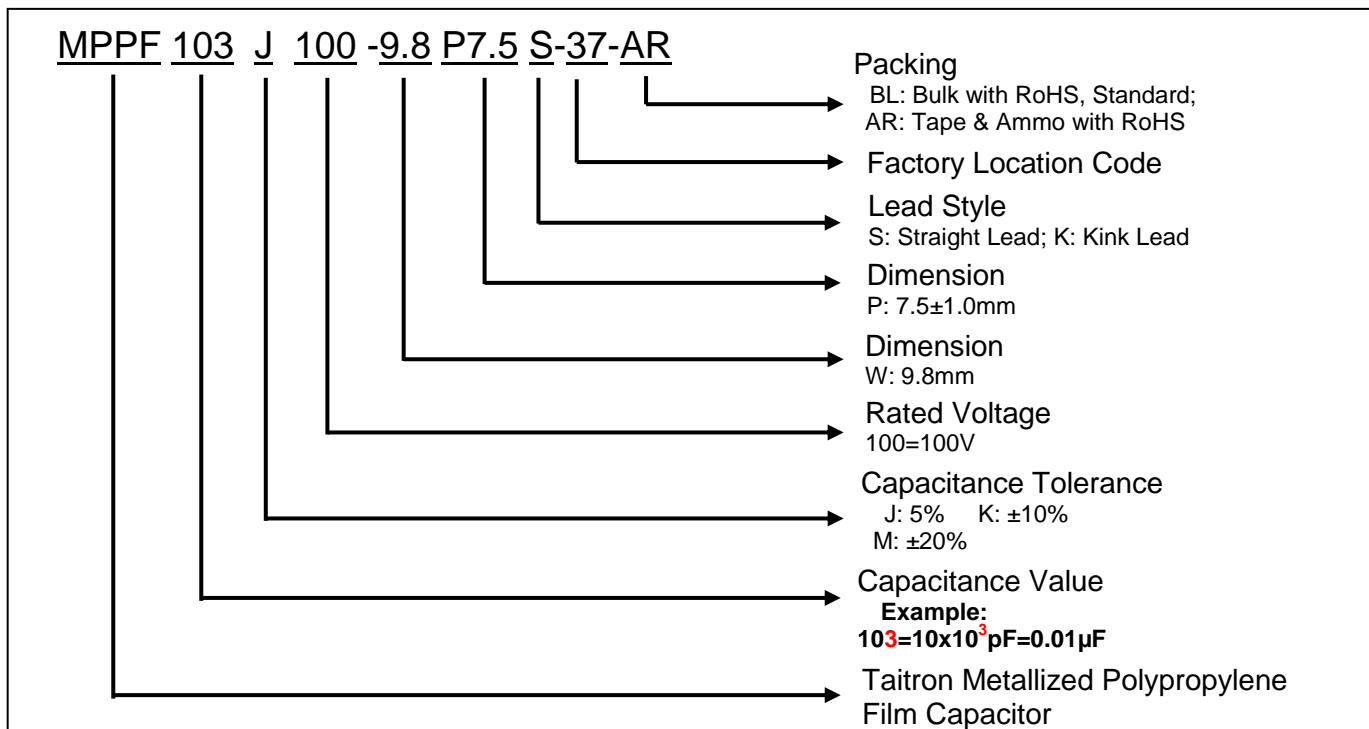 MPPF 103 J 100 -9.8 P7.5 S-37-AR
Packing
BL: Bulk with RoHS, Standard;
AR: Tape & Ammo with RoHS
Factory Location Code
Lead Style
S: Straight Lead; K: Kink Lead
Dimension
P: 7.5±1.0mm
Dimension
W: 9.8mm
Rated Voltage
100=100V
Capacitance Tolerance
J: 5% K: ±10%
M: ±20%
Capacitance Value
Example:
103=10x10³pF=0.01µF
Taitron Metallized Polypropylene
Film Capacitor